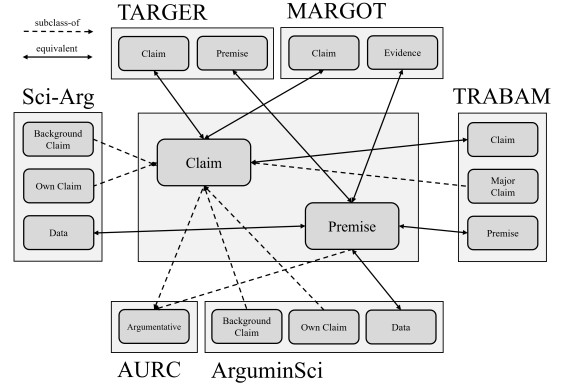 TARGER
MARGOT
subclass-of
equivalent
Claim
Premise
Claim
Evidence
Sci-Arg
TRABAM
Background
Claim
Own Claim
Data
Claim
Premise
Claim
Major
Claim
Premise
Argumentative
Background
Claim
Own Claim
Data
AURC
ArguminSci